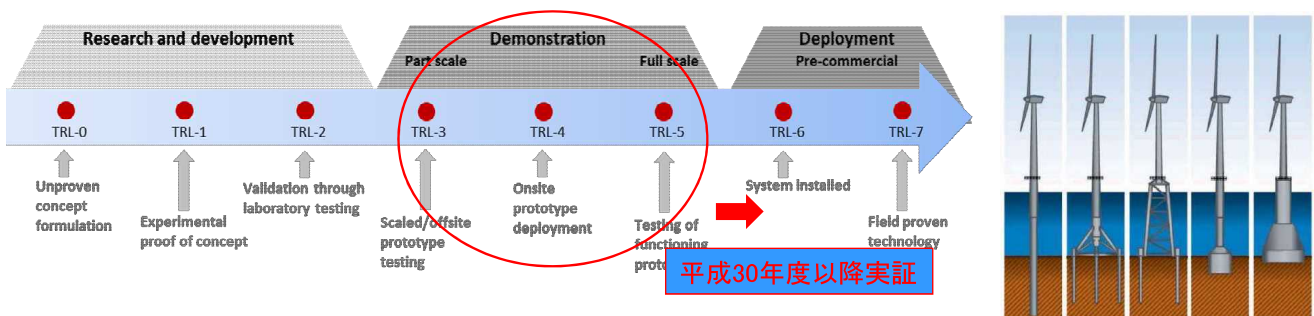 Research and development
Demonstration
Deployment
Part scale
Full scale
Pre-commercial
TRL-0
TRL-1
TRL-2
TRL-3
TRL-4
TRL-5
TRL-6
TRL-7
Unproven
concept
formulation
Experimental
proof of concept
Validation through
laboratory testing
Scaled/offsite
prototype
testing
Onsite
prototype
deployment
Testing of
functioning
System installed
Field proven
technology
平成30年度以降実証